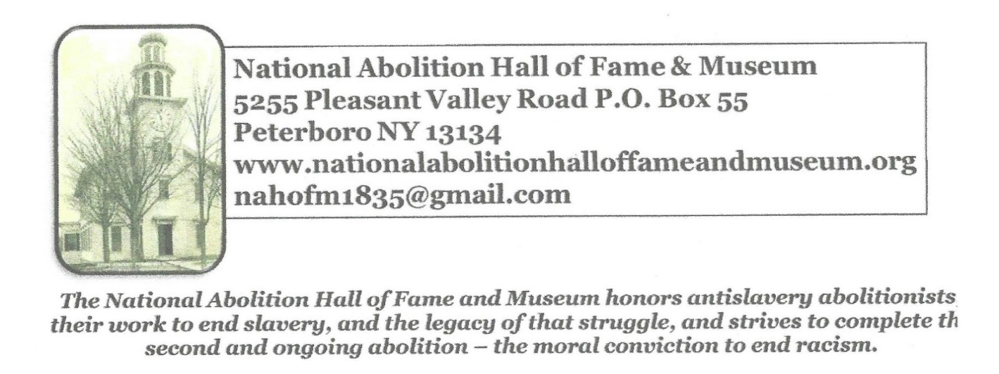 National Abolition Hall of Fame & Museum
5255 Pleasant Valley Road P.O. Box 55
Peterboro NY 13134
www.nationalabolitionhalloffameandmuseum.org
nahofm1835@gmail.com
The National Abolition Hall of Fame and Museum honors antislavery abolitionists
their work to end slavery, and the legacy of that struggle, and strives to complete th
second and ongoing abolition – the moral conviction to end racism.